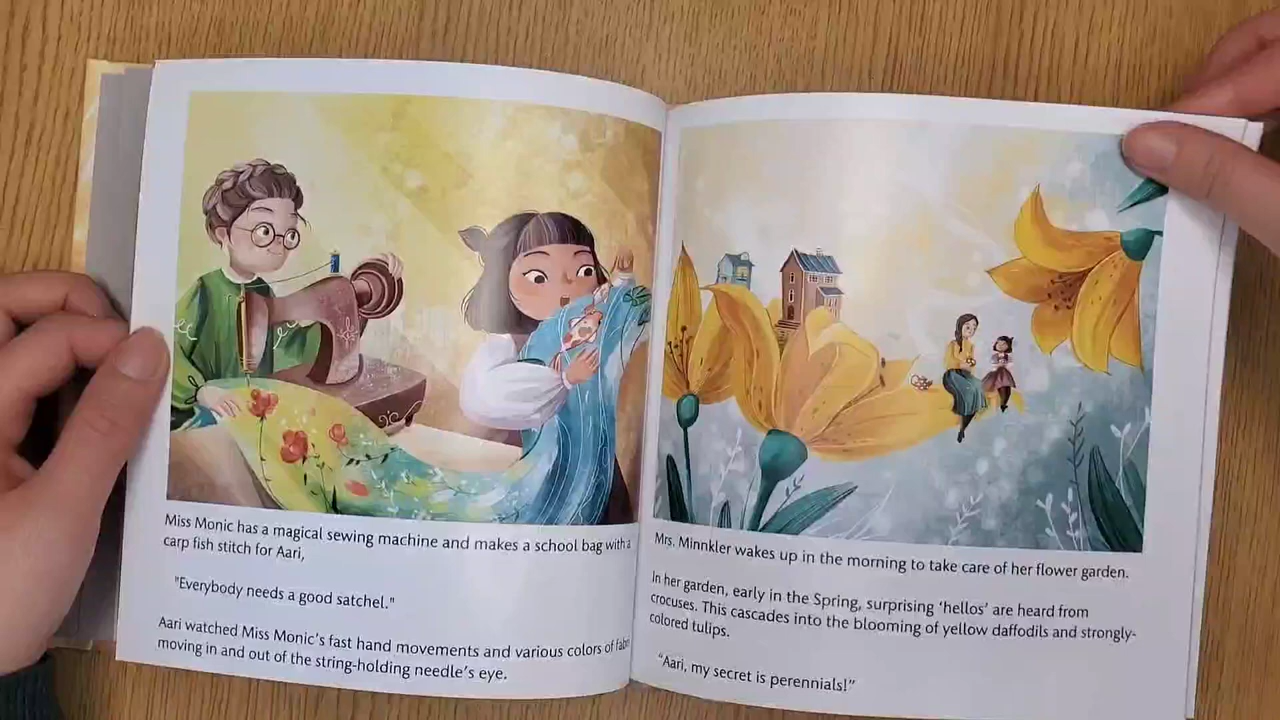 Miss Monic has a magical sewing machine and makes a school bag with a
carp fish stitch for Aari,
"Everybody needs a good satchel."
Aari watched Miss Monic's fast hand movements and various colors of
moving in and out of the string-holding needle's eye.
Mrs. Minnkler wakes up in the morning to take care of her flower garden.
In her garden, early in the Spring, surprising 'hellos' are heard from
crocuses. This cascades into the blooming of yellow daffodils and strongly-
colored tulips.
"Aari, my secret is perennials!"